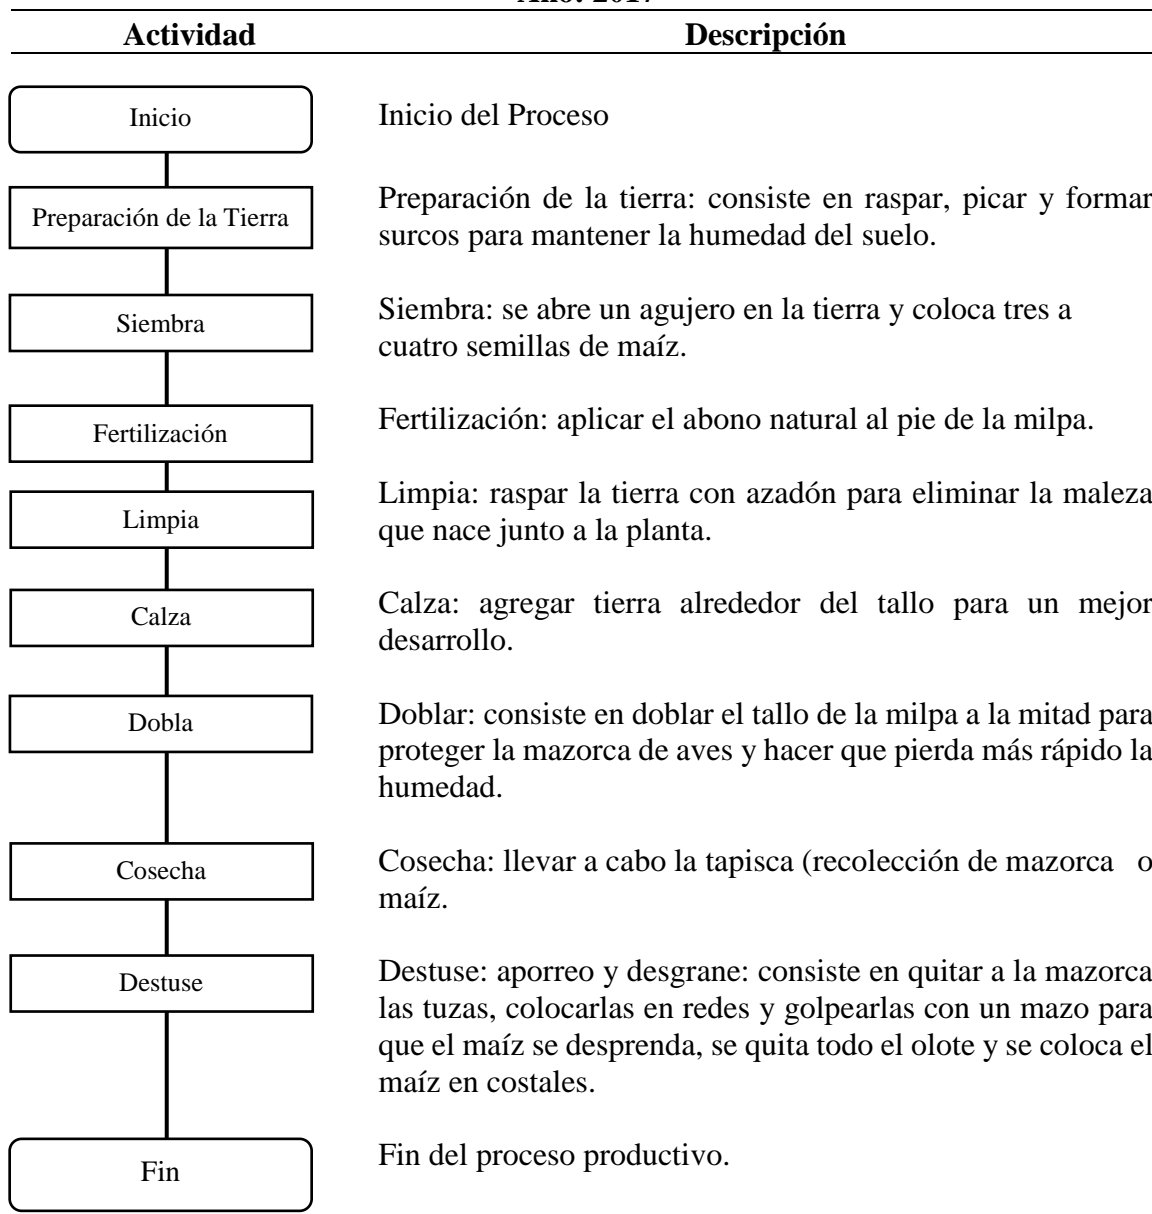 Año: 2017
Actividad Descripción
Inicio Inicio del Proceso
Preparación de la Tierra
Preparación de la tierra: consiste en raspar, picar y formar
surcos para mantener la humedad del suelo.
Siembra
Siembra: se abre un agujero en la tierra y coloca tres a
cuatro semillas de maíz.
Fertilización
Fertilización: aplicar el abono natural al pie de la milpa.
Limpia
Limpia: raspar la tierra con azadón para eliminar la maleza
que nace junto a la planta.
Calza
Calza: agregar tierra alrededor del tallo para un mejor
desarrollo.
Dobla
Doblar: consiste en doblar el tallo de la milpa a la mitad para
proteger la mazorca de aves y hacer que pierda más rápido la
humedad.
Cosecha
Cosecha: llevar a cabo la tapisca (recolección de mazorca o
maíz.
Destuse
Destuse: aporreo y desgrane: consiste en quitar a la mazorca
las tuzas, colocarlas en redes y golpearlas con un mazo para
que el maíz se desprenda, se quita todo el olote y se coloca el
maíz en costales.
Fin
Fin del proceso productivo.